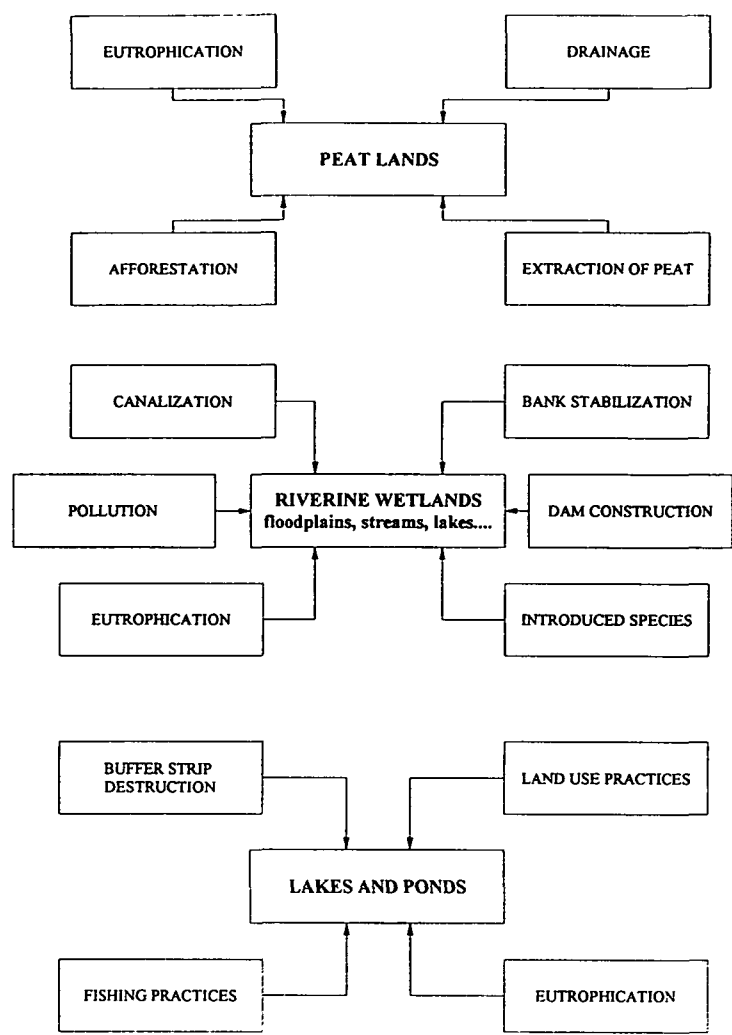 EUTROPHICATION
DRAINAGE
PEAT LANDS
AFFORESTATION
EXTRACTION OF PEAT
CANALIZATION
BANK STABILIZATION
POLLUTION
RIVERINE WETLANDS
floodplains, streams, lakes....
DAM CONSTRUCTION
EUTROPHICATION
INTRODUCED SPECIES
BUFFER STRIP
DESTRUCTION
LAND USE PRACTICES
LAKES AND PONDS
FISHING PRACTICES
EUTROPHICATION